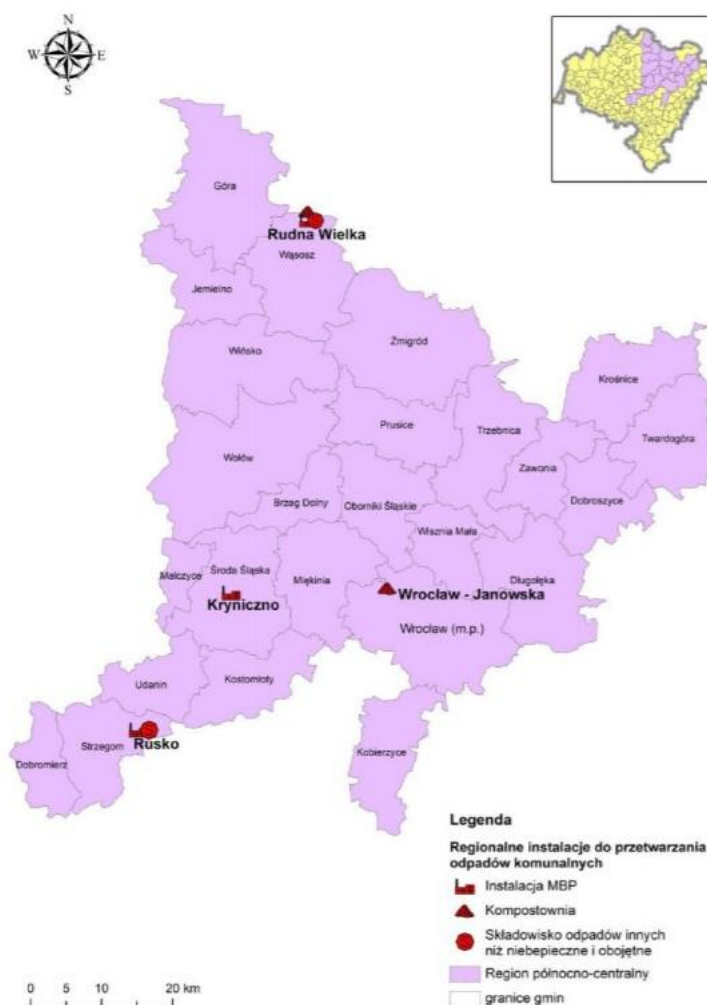 N
W E
S
Góra
Rudna Wielka
Wąsosz
Jemielno
Wińsko
Żmigród
Krośnice
Prusice
Trzebnica
Twardogóra
Wołów
Zawonia
Brzeg Dolny
Oborniki Śląskie
Dobroszyce
Wisznia Mała
Malczyce
Środa Śląska
Miękinia
Długołęka
Kryniczno
Wrocław - Janowska
Wrocław (m.p.)
Udanin
Kostomłoty
Strzegom
Rusko
Dobromierz
Kobierzyce
Legenda
Regionalne instalacje do przetwarzania
odpadów komunalnych
Instalacja MBP
Kompostownia
Składowisko odpadów innych
niż niebezpieczne i obojętne
Region północno-centralny
granice gmin
0 5 10 20 km